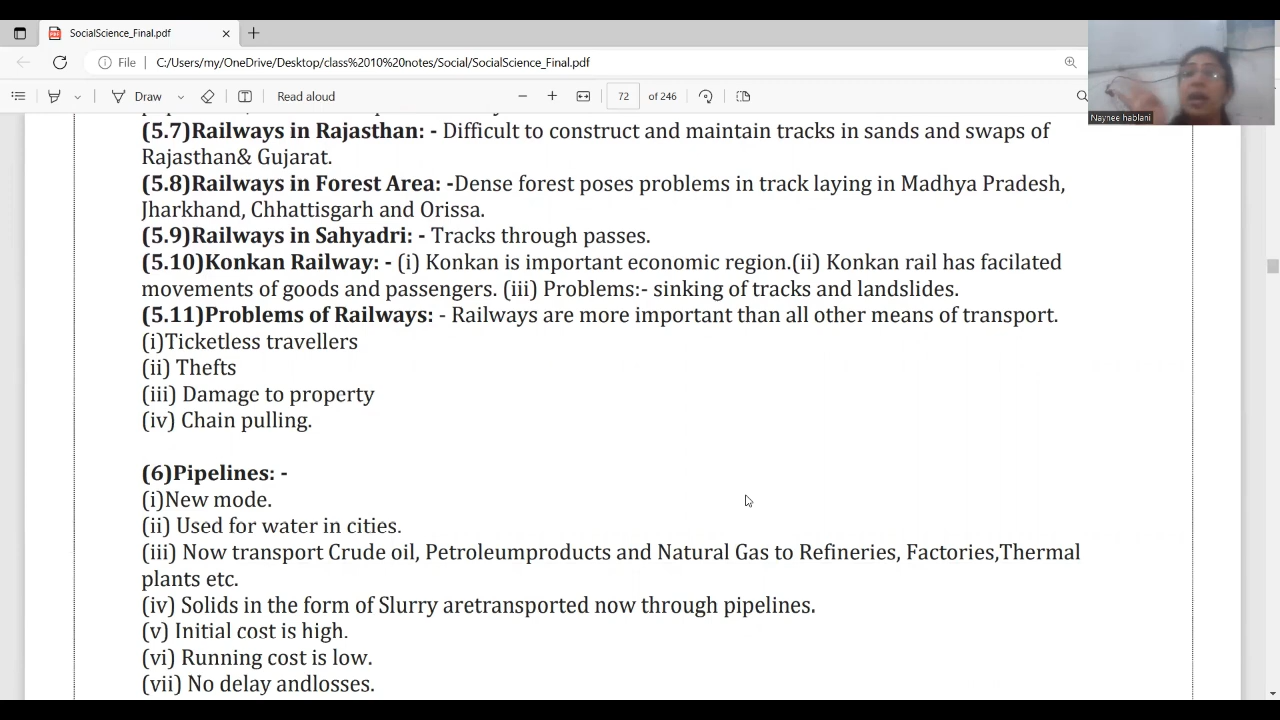 SocialScience_Final.pdf
File C:/Users/my/OneDrive/Desktop/class%2010%20notes/Social/SocialScience_Final.pdf
Draw Read aloud 72 of 246
Naynee hablani
(5.7)Railways in Rajasthan: - Difficult to construct and maintain tracks in sands and swaps of
Rajasthan& Gujarat.
(5.8)Railways in Forest Area: -Dense forest poses problems in track laying in Madhya Pradesh,
Jharkhand, Chhattisgarh and Orissa.
(5.9)Railways in Sahyadri: - Tracks through passes.
(5.10)Konkan Railway: - (i) Konkan is important economic region.(ii) Konkan rail has facilated
movements of goods and passengers. (iii) Problems:- sinking of tracks and landslides.
(5.11)Problems of Railways: - Railways are more important than all other means of transport.
(i)Ticketless travellers
(ii) Thefts
(iii) Damage to property
(iv) Chain pulling.
(6)Pipelines: -
(i)New mode.
(ii) Used for water in cities.
(iii) Now transport Crude oil, Petroleumproducts and Natural Gas to Refineries, Factories,Thermal
plants etc.
(iv) Solids in the form of Slurry aretransported now through pipelines.
(v) Initial cost is high.
(vi) Running cost is low.
(vii) No delay andlosses.